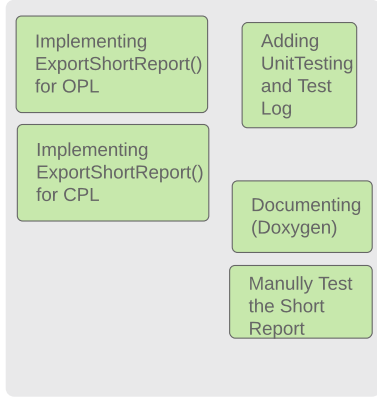 Implementing
ExportShortReport()
for OPL
Implementing
ExportShortReport()
for CPL
Adding
UnitTesting
and Test
Log
Documenting
(Doxygen)
Manully Test
the Short
Report